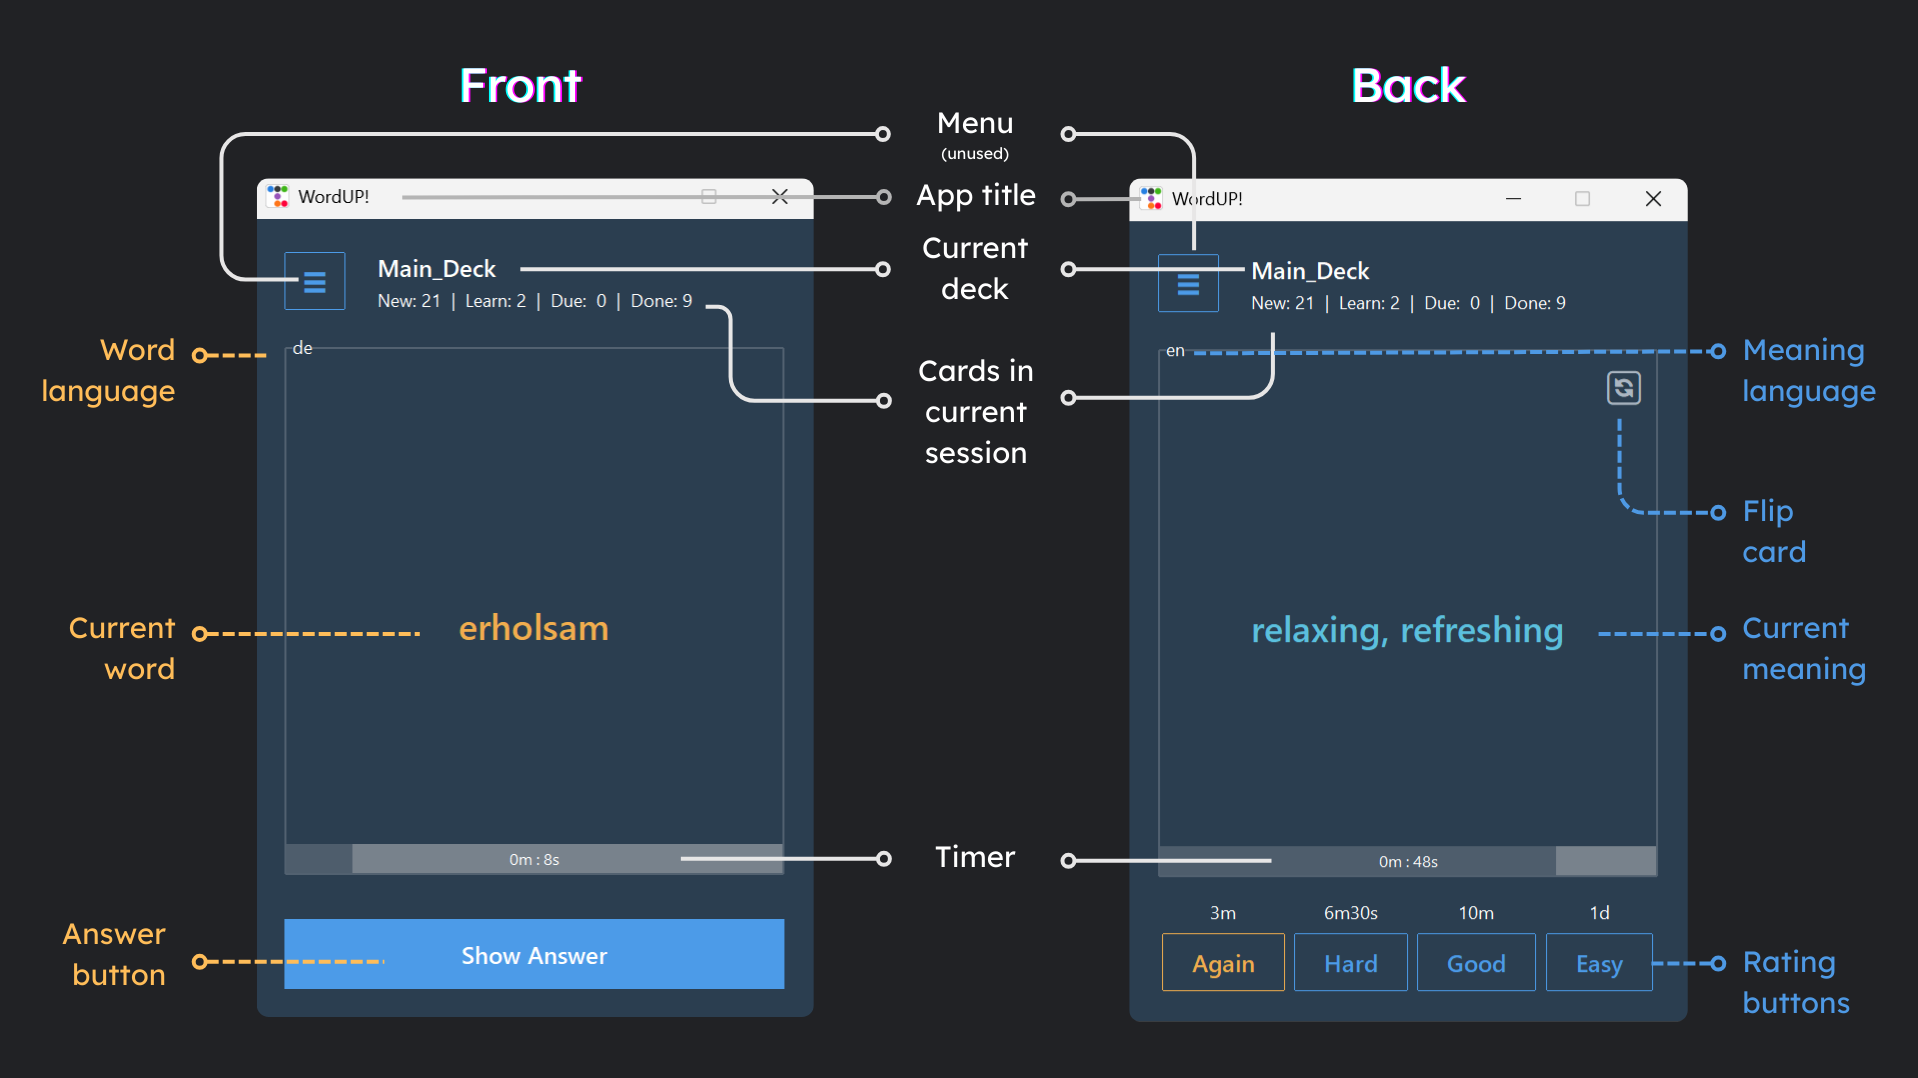 Front
Back
Menu
(unused)
WordUP!
App title
WordUP!
Main_Deck
New: 21 | Learn: 2 | Due: 0 | Done: 9
Current
deck
Main_Deck
New: 21 | Learn: 2 | Due: 0 | Done: 9
Word
language
de
Cards in
current
session
en
Meaning
language
Flip
card
Current
word
erholsam
relaxing, refreshing
Current
meaning
0m : 8s
Timer
0m : 48s
Answer
button
Show Answer
3m
6m30s
10m
1d
Again
Hard
Good
Easy
Rating
buttons